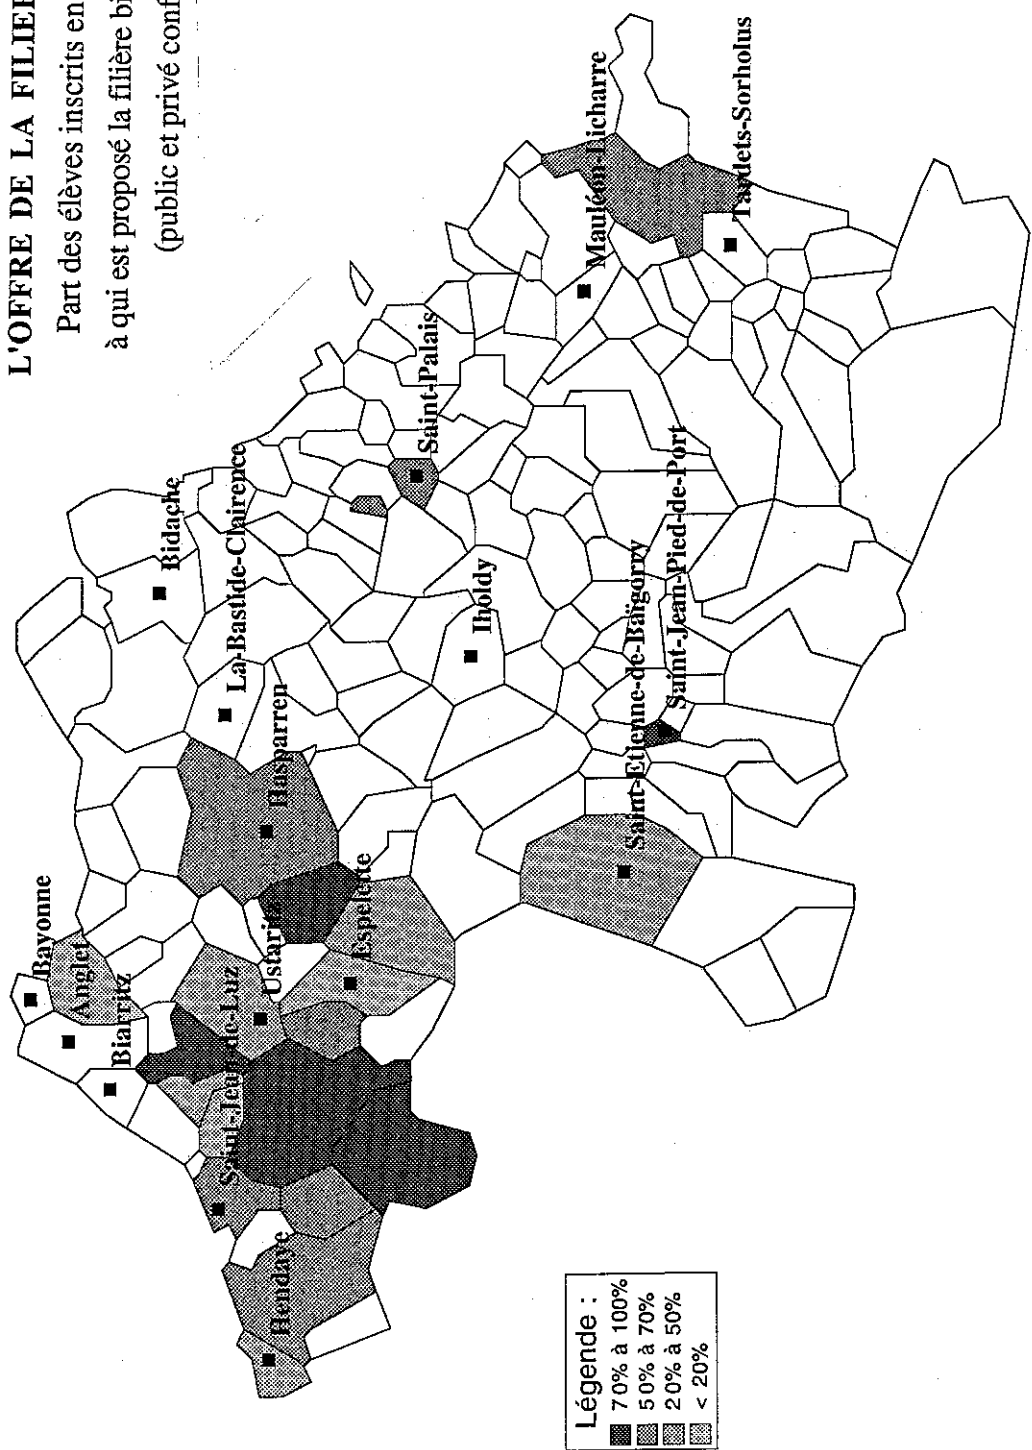 L'OFFRE DE LA FILIER
Part des élèves inscrits en
à qui est proposé la filière bi
(public et privé conf
Bayonne
Anglet
Biarritz
Bidache
La-Bastide-Clairence
Hasparren
Ustaritz
Saint-Jean-de-Luz
Espelette
Hendaye
Saint-Palais
Iholdy
Mauléon-Licharre
Tardets-Sorholus
Saint-Etienne-de-Baïgorry
Saint-Jean-Pied-de-Port
Légende :
70% à 100%
50% à 70%
20% à 50%
< 20%